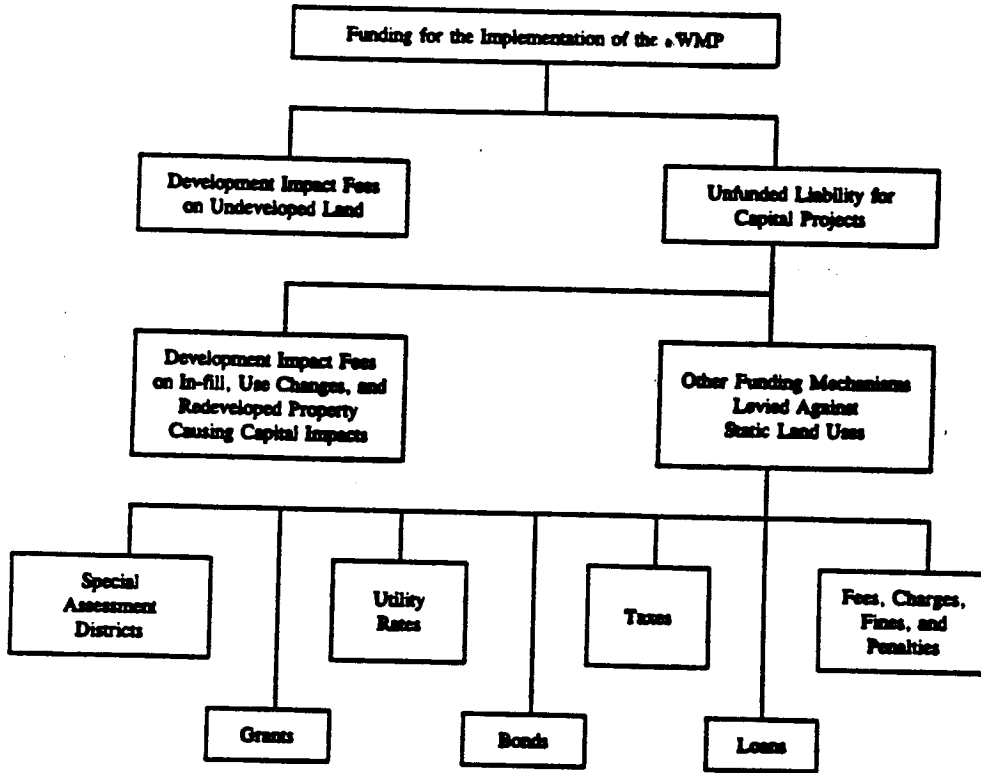 Funding for the Implementation of the WMP
Development Impact Fees
on Undeveloped Land
Unfunded Liability for
Capital Projects
Development Impact Fees
on In-fill, Use Changes, and
Redeveloped Property
Causing Capital Impacts
Other Funding Mechanisms
Levied Against
Static Land Uses
Special
Assessment
Districts
Utility
Rates
Taxes
Fees, Charges,
Fines, and
Penalties
Grants
Bonds
Loans